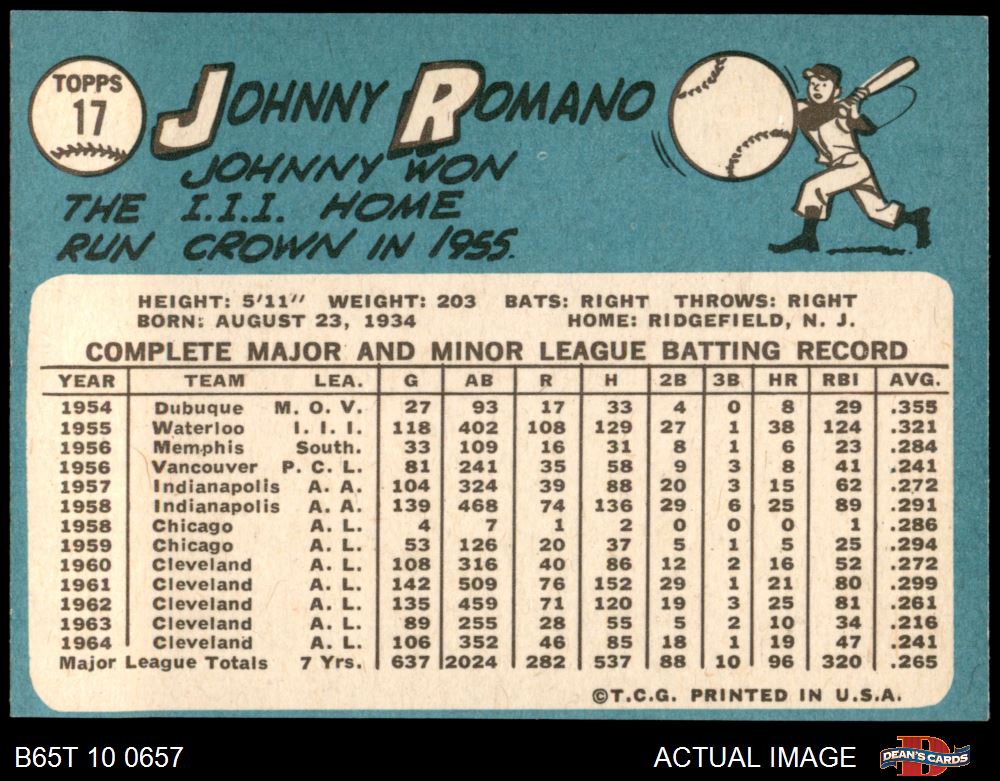 TOPPS
17
JOHNNY ROMANO
JOHNNY WON
THE I.I.I. HOME
RUN CROWN IN 1955.
HEIGHT: 5'11" WEIGHT: 203 BATS: RIGHT THROWS: RIGHT
BORN: AUGUST 23, 1934 HOME: RIDGEFIELD, N. J.
COMPLETE MAJOR AND MINOR LEAGUE BATTING RECORD
YEAR TEAM LEA. G AB R H 2B 3B HR RBI AVG.
1954 Dubuque M. O. V. 27 93 17 33 4 0 8 29 .355
1955 Waterloo I. I. I. 118 402 108 129 27 1 38 124 .321
1956 Memphis South. 33 109 16 31 8 1 6 23 .284
1956 Vancouver P. C. L. 81 241 35 58 9 3 8 41 .241
1957 Indianapolis A. A. 104 324 39 88 20 3 15 62 .272
1958 Indianapolis A. A. 139 468 74 136 29 6 25 89 .291
1958 Chicago A. L. 4 7 1 2 0 0 0 1 .286
1959 Chicago A. L. 53 126 20 37 5 1 5 25 .294
1960 Cleveland A. L. 108 316 40 86 12 2 16 52 .272
1961 Cleveland A. L. 142 509 76 152 29 1 21 80 .299
1962 Cleveland A. L. 135 459 71 120 19 3 25 81 .261
1963 Cleveland A. L. 89 255 28 55 5 2 10 34 .216
1964 Cleveland A. L. 106 352 46 85 18 1 19 47 .241
Major League Totals 7 Yrs. 637 2024 282 537 88 10 96 320 .265
©T.C.G. PRINTED IN U.S.A.
B65T 10 0657 ACTUAL IMAGE DEAN'S CARDS